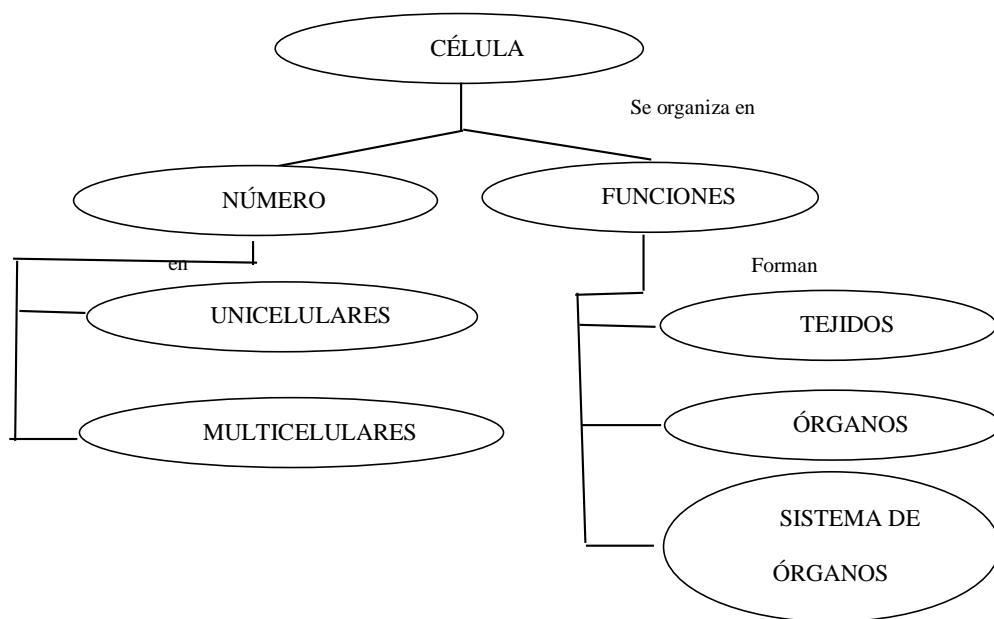 CÉLULA
Se organiza en
NÚMERO
FUNCIONES
en
Forman
UNICELULARES
TEJIDOS
MULTICELULARES
ÓRGANOS
SISTEMA DE
ÓRGANOS